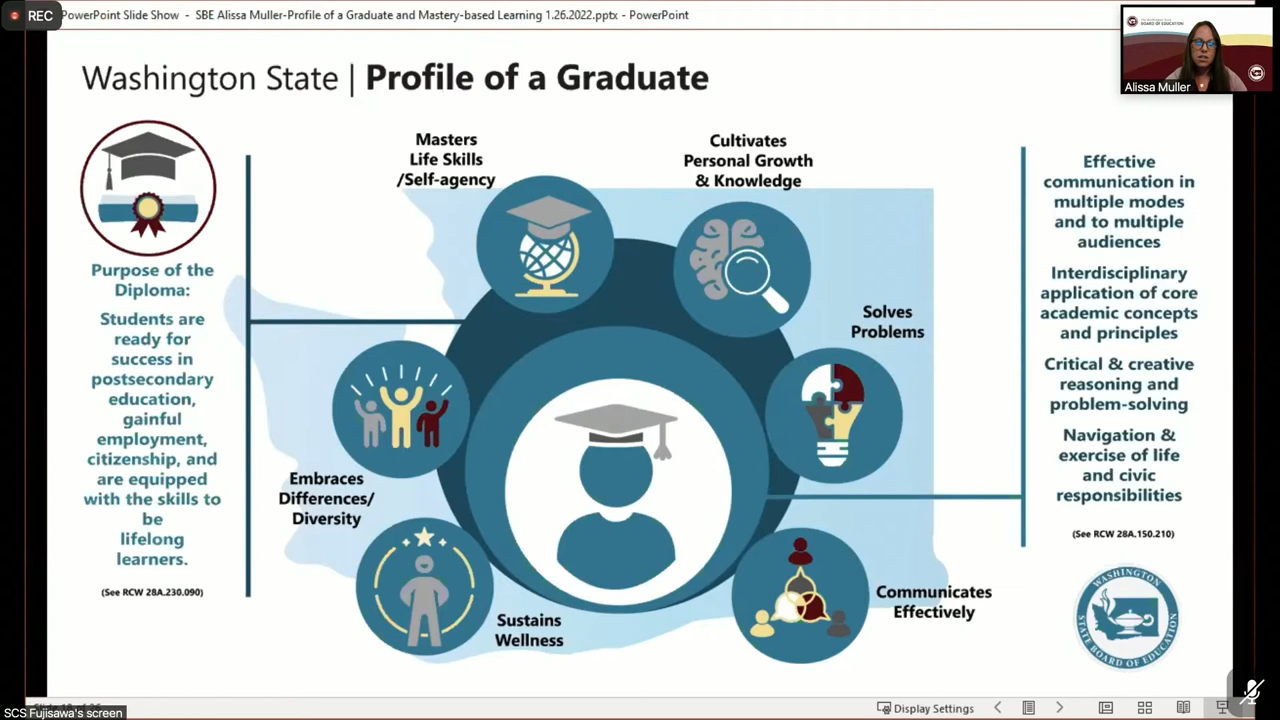 REC
PowerPoint Slide Show - SBE Alissa Muller-Profile of a Graduate and Mastery-based Learning 1.26.2022.pptx - PowerPoint
Alissa Muller
Washington State | Profile of a Graduate
Purpose of the
Diploma:
Students are
ready for
success in
postsecondary
education,
gainful
employment,
citizenship, and
are equipped
with the skills to
be
lifelong
learners.
(See RCW 28A.230.090)
Masters
Life Skills
/Self-agency
Cultivates
Personal Growth
& Knowledge
Solves
Problems
Embraces
Differences/
Diversity
Sustains
Wellness
Communicates
Effectively
Effective
communication in
multiple modes
and to multiple
audiences
Interdisciplinary
application of core
academic concepts
and principles
Critical & creative
reasoning and
problem-solving
Navigation &
exercise of life
and civic
responsibilities
(See RCW 28A.150.210)
WASHINGTON
STATE BOARD OF EDUCATION
Display Settings
SCS Fujisawa's screen